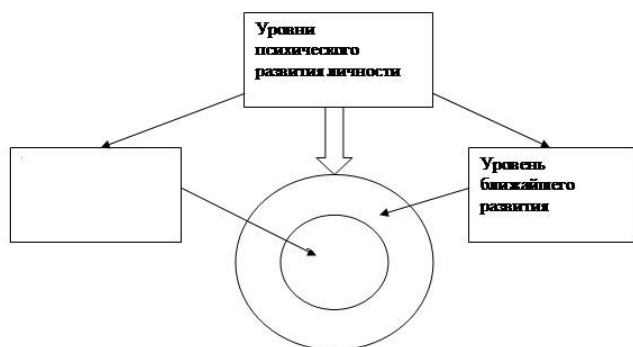 Уровни
психического
развития личности
Уровень
ближайшего
развития